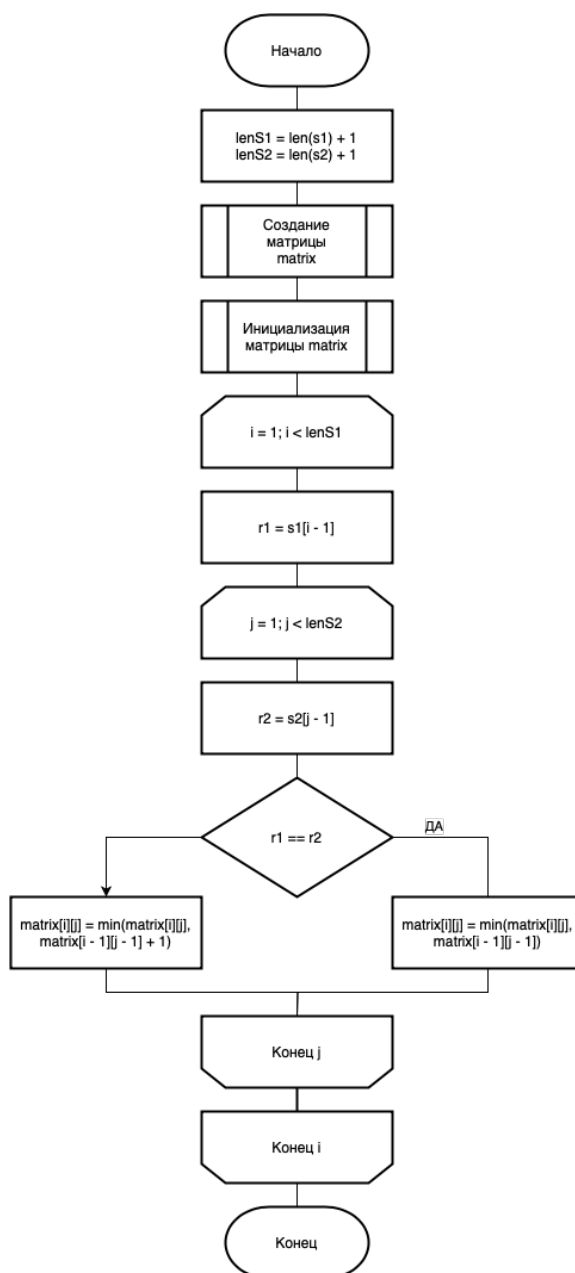 Начало
lenS1 = len(s1) + 1
lenS2 = len(s2) + 1
Создание
матрицы
matrix
Инициализация
матрицы matrix
i = 1; i < lenS1
r1 = s1[i - 1]
j = 1; j < lenS2
r2 = s2[j - 1]
r1 == r2
ДА
matrix[i][j] = min(matrix[i][j],
matrix[i - 1][j - 1] + 1)
matrix[i][j] = min(matrix[i][j],
matrix[i - 1][j - 1])
Конец j
Конец i
Конец